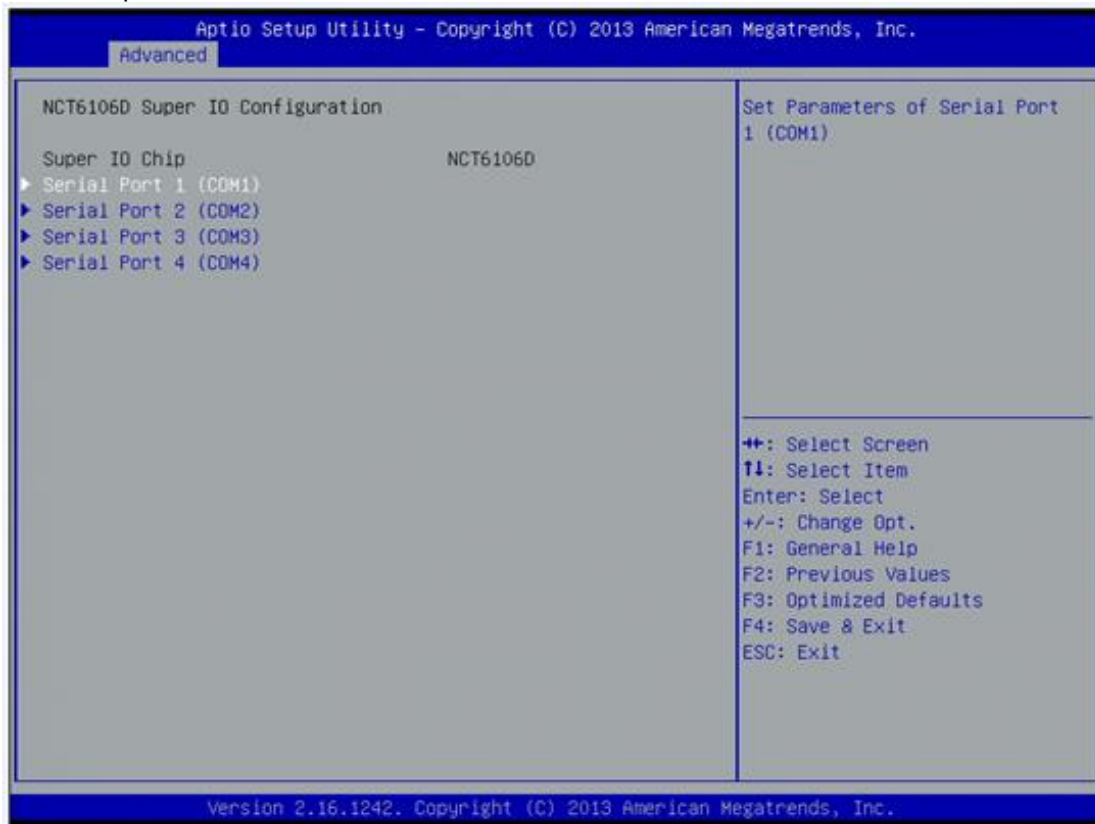 Aptio Setup Utility – Copyright (C) 2013 American Megatrends, Inc.
Advanced
NCT6106D Super IO Configuration
Super IO Chip NCT6106D
Serial Port 1 (COM1)
Serial Port 2 (COM2)
Serial Port 3 (COM3)
Serial Port 4 (COM4)
Set Parameters of Serial Port
1 (COM1)
→←: Select Screen
↑↓: Select Item
Enter: Select
+/-: Change Opt.
F1: General Help
F2: Previous Values
F3: Optimized Defaults
F4: Save & Exit
ESC: Exit
Version 2.16.1242. Copyright (C) 2013 American Megatrends, Inc.